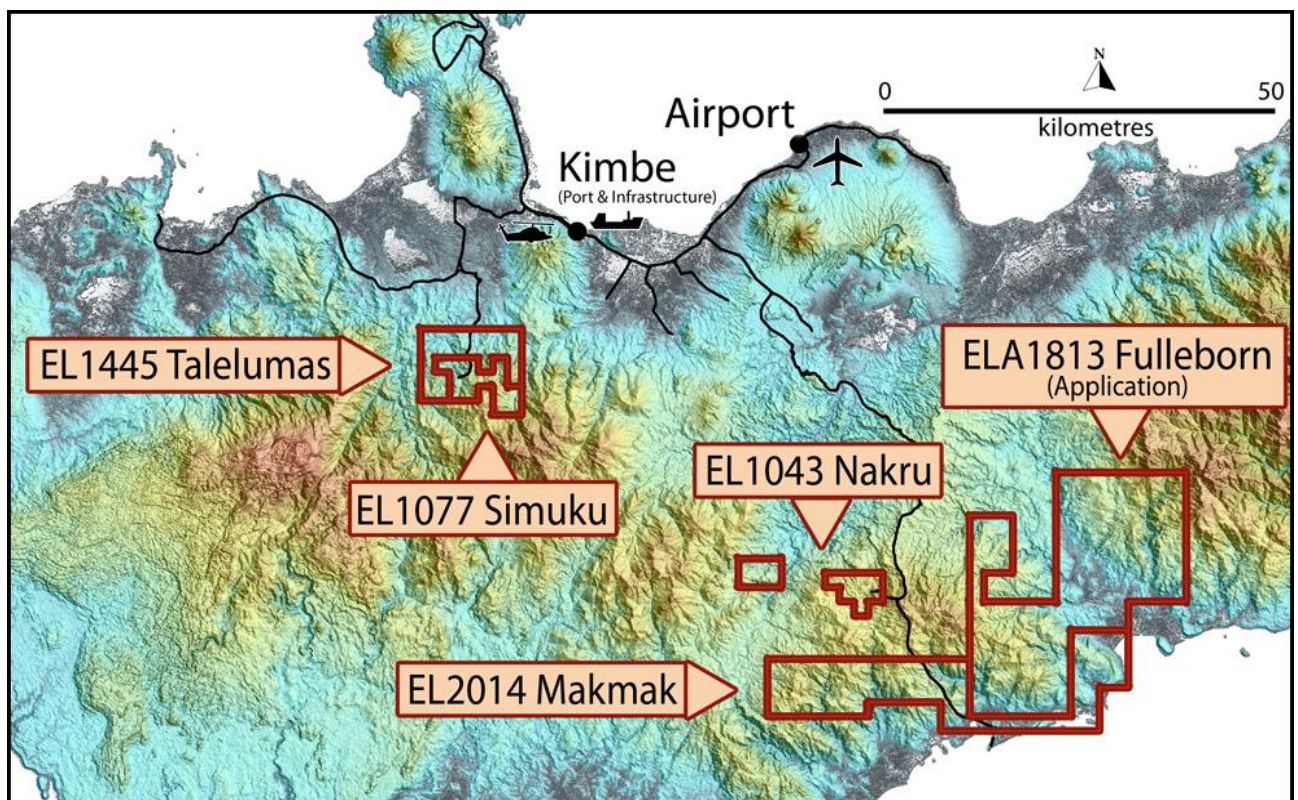 N
0 50
kilometres
Airport
Kimbe
(Port & Infrastructure)
EL1445 Talelumas
ELA1813 Fulleborn
(Application)
EL1043 Nakru
EL1077 Simuku
EL2014 Makmak